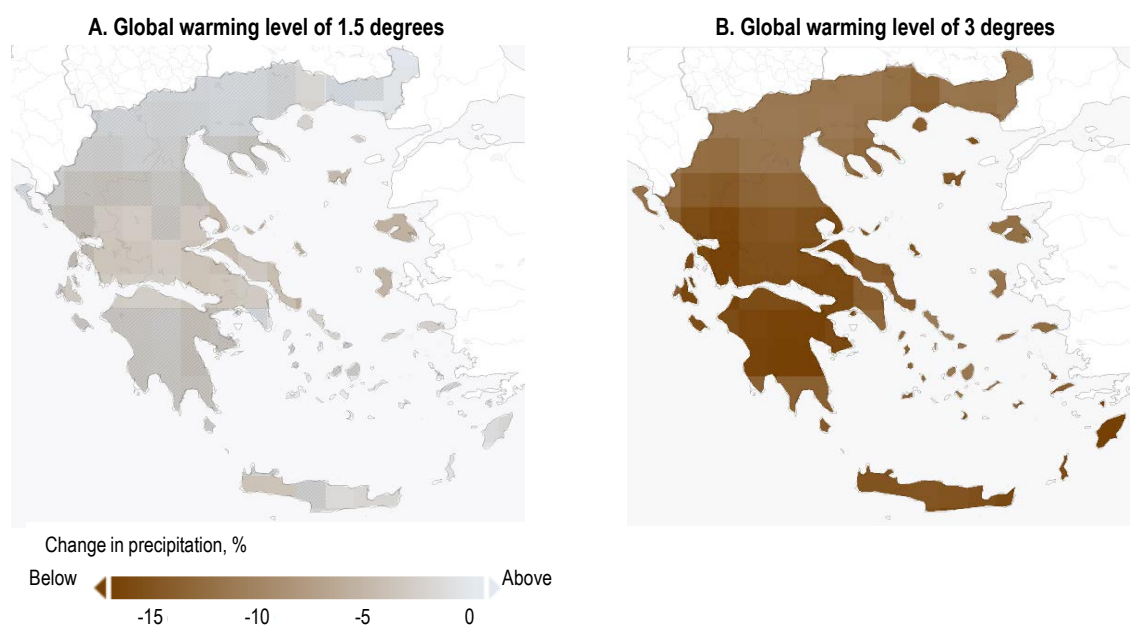 A. Global warming level of 1.5 degrees
B. Global warming level of 3 degrees
Change in precipitation, %
Below
Above
-15
-10
-5
0